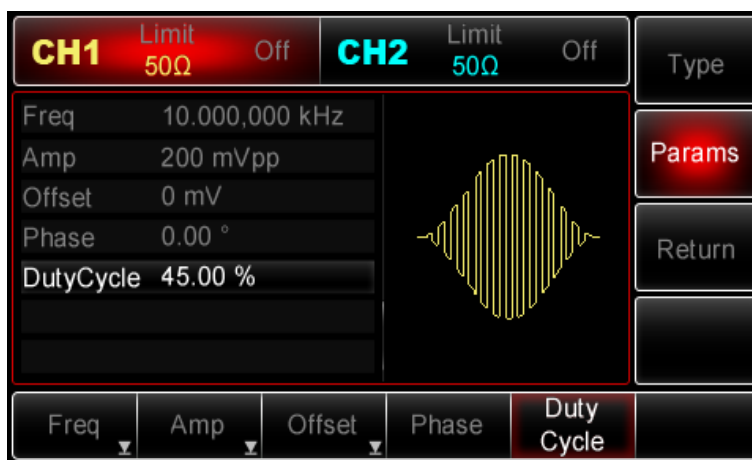 CH1 Limit Off CH2 Limit Off Type
50Ω 50Ω
Freq 10.000,000 kHz
Amp 200 mVpp Params
Offset 0 mV
Phase 0.00 ° Return
DutyCycle 45.00 %
Freq Amp Offset Phase Duty
Cycle